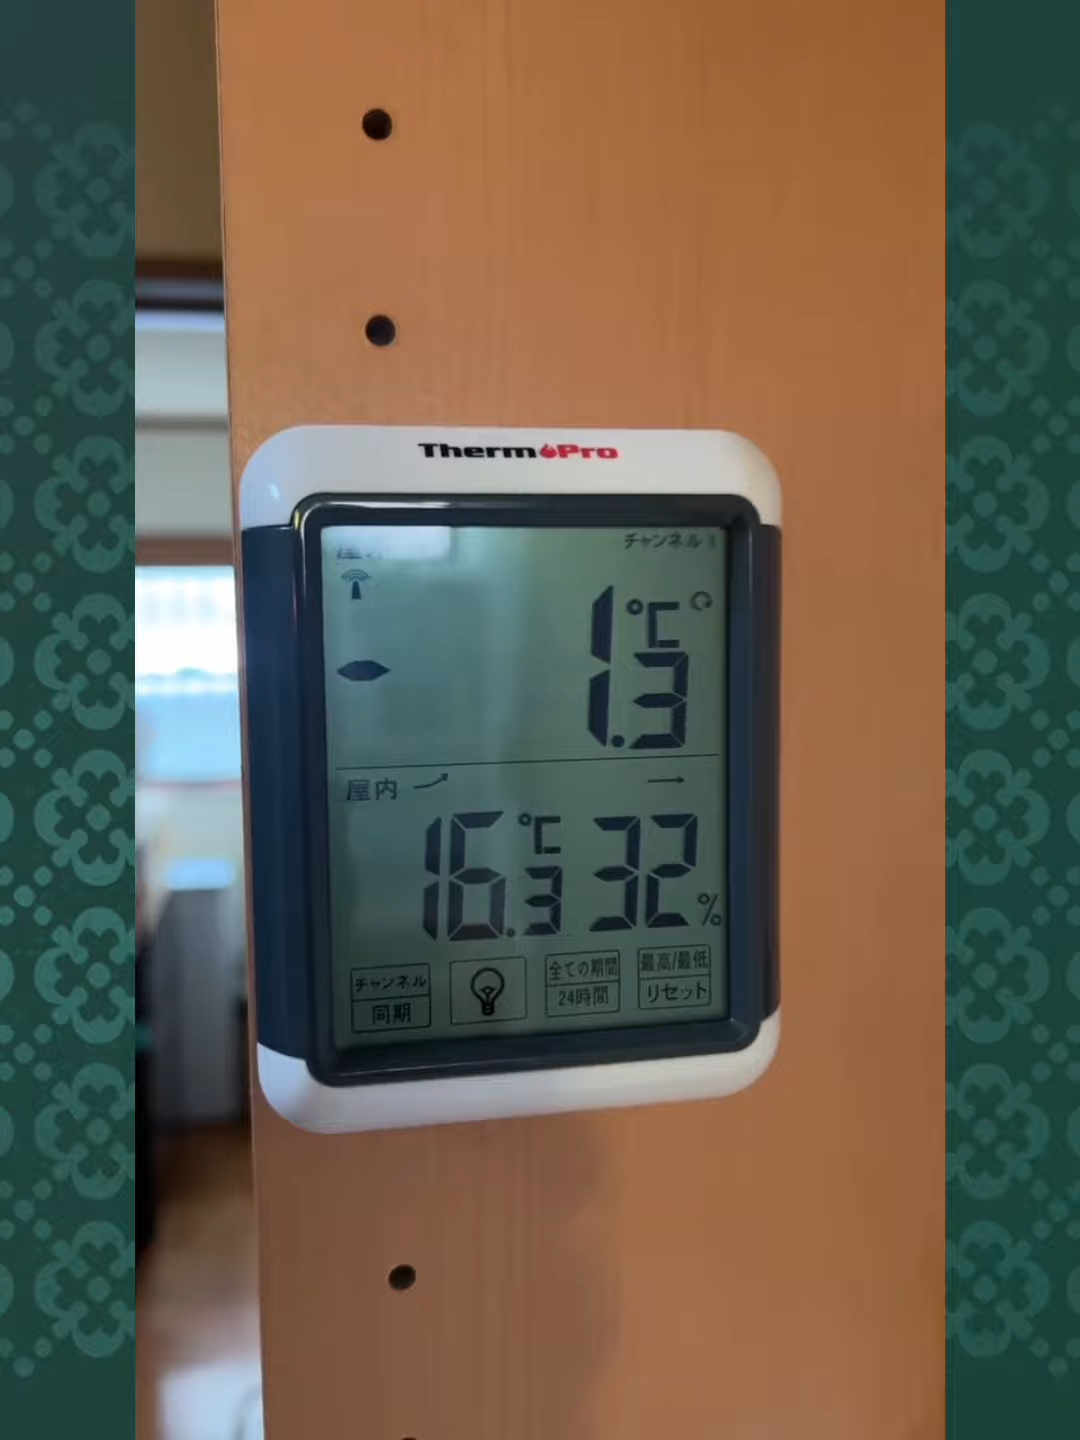 ThermoPro
チャンネル 1
1.3 °C
屋内
16.3 °C 32 %
チャンネル
同期
全ての期間
24時間
最高/最低
リセット